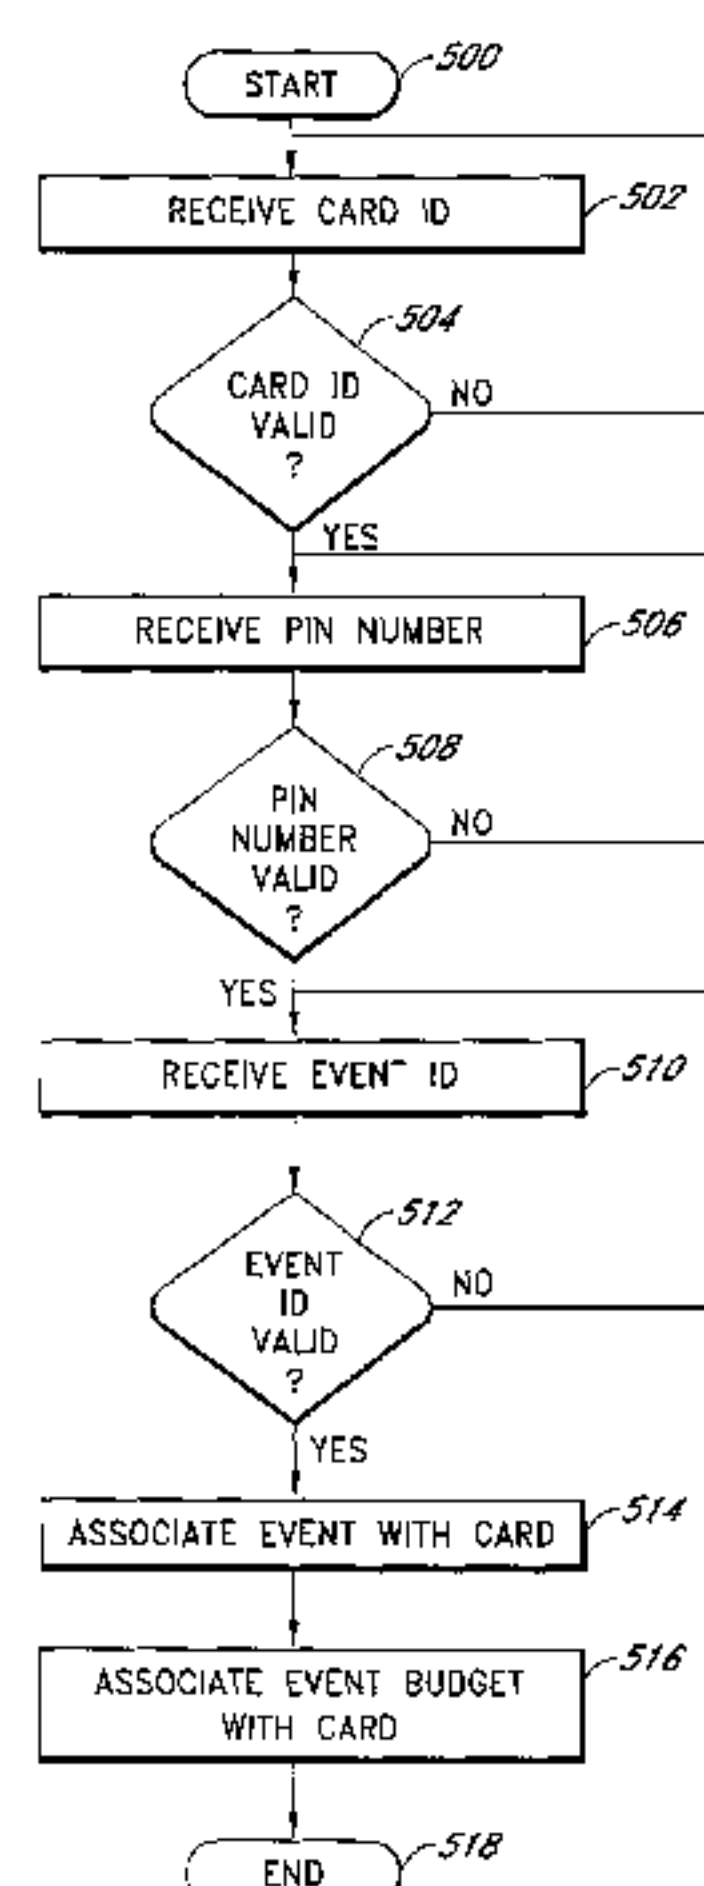 START
500
RECEIVE CARD ID
502
504
CARD ID
VALID
?
NO
YES
RECEIVE PIN NUMBER
506
508
PIN
NUMBER
VALID
?
NO
YES
RECEIVE EVENT ID
510
512
EVENT
ID
VALID
?
NO
YES
ASSOCIATE EVENT WITH CARD
514
ASSOCIATE EVENT BUDGET
WITH CARD
516
END
518